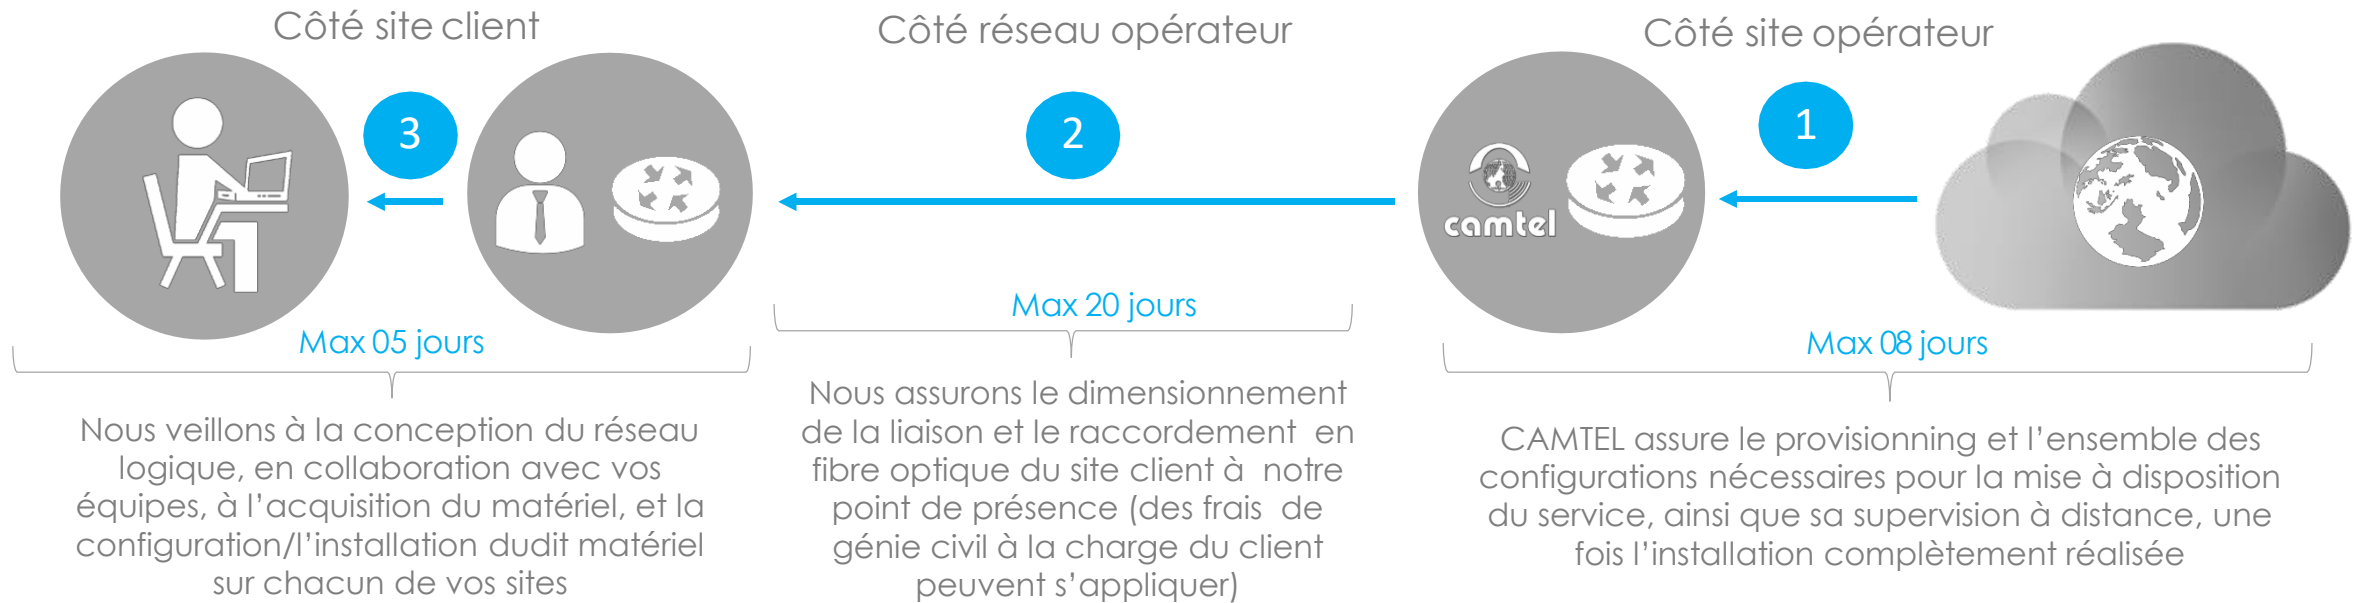 Côté site client
3
Max 05 jours
Nous veillons à la conception du réseau
logique, en collaboration avec vos
équipes, à l’acquisition du matériel, et la
configuration/l’installation dudit matériel
sur chacun de vos sites
Côté réseau opérateur
2
Max 20 jours
Nous assurons le dimensionnement
de la liaison et le raccordement en
fibre optique du site client à notre
point de présence (des frais de
génie civil à la charge du client
peuvent s’appliquer)
Côté site opérateur
1
camtel
Max 08 jours
CAMTEL assure le provisionning et l’ensemble des
configurations nécessaires pour la mise à disposition
du service, ainsi que sa supervision à distance, une
fois l’installation complètement réalisée